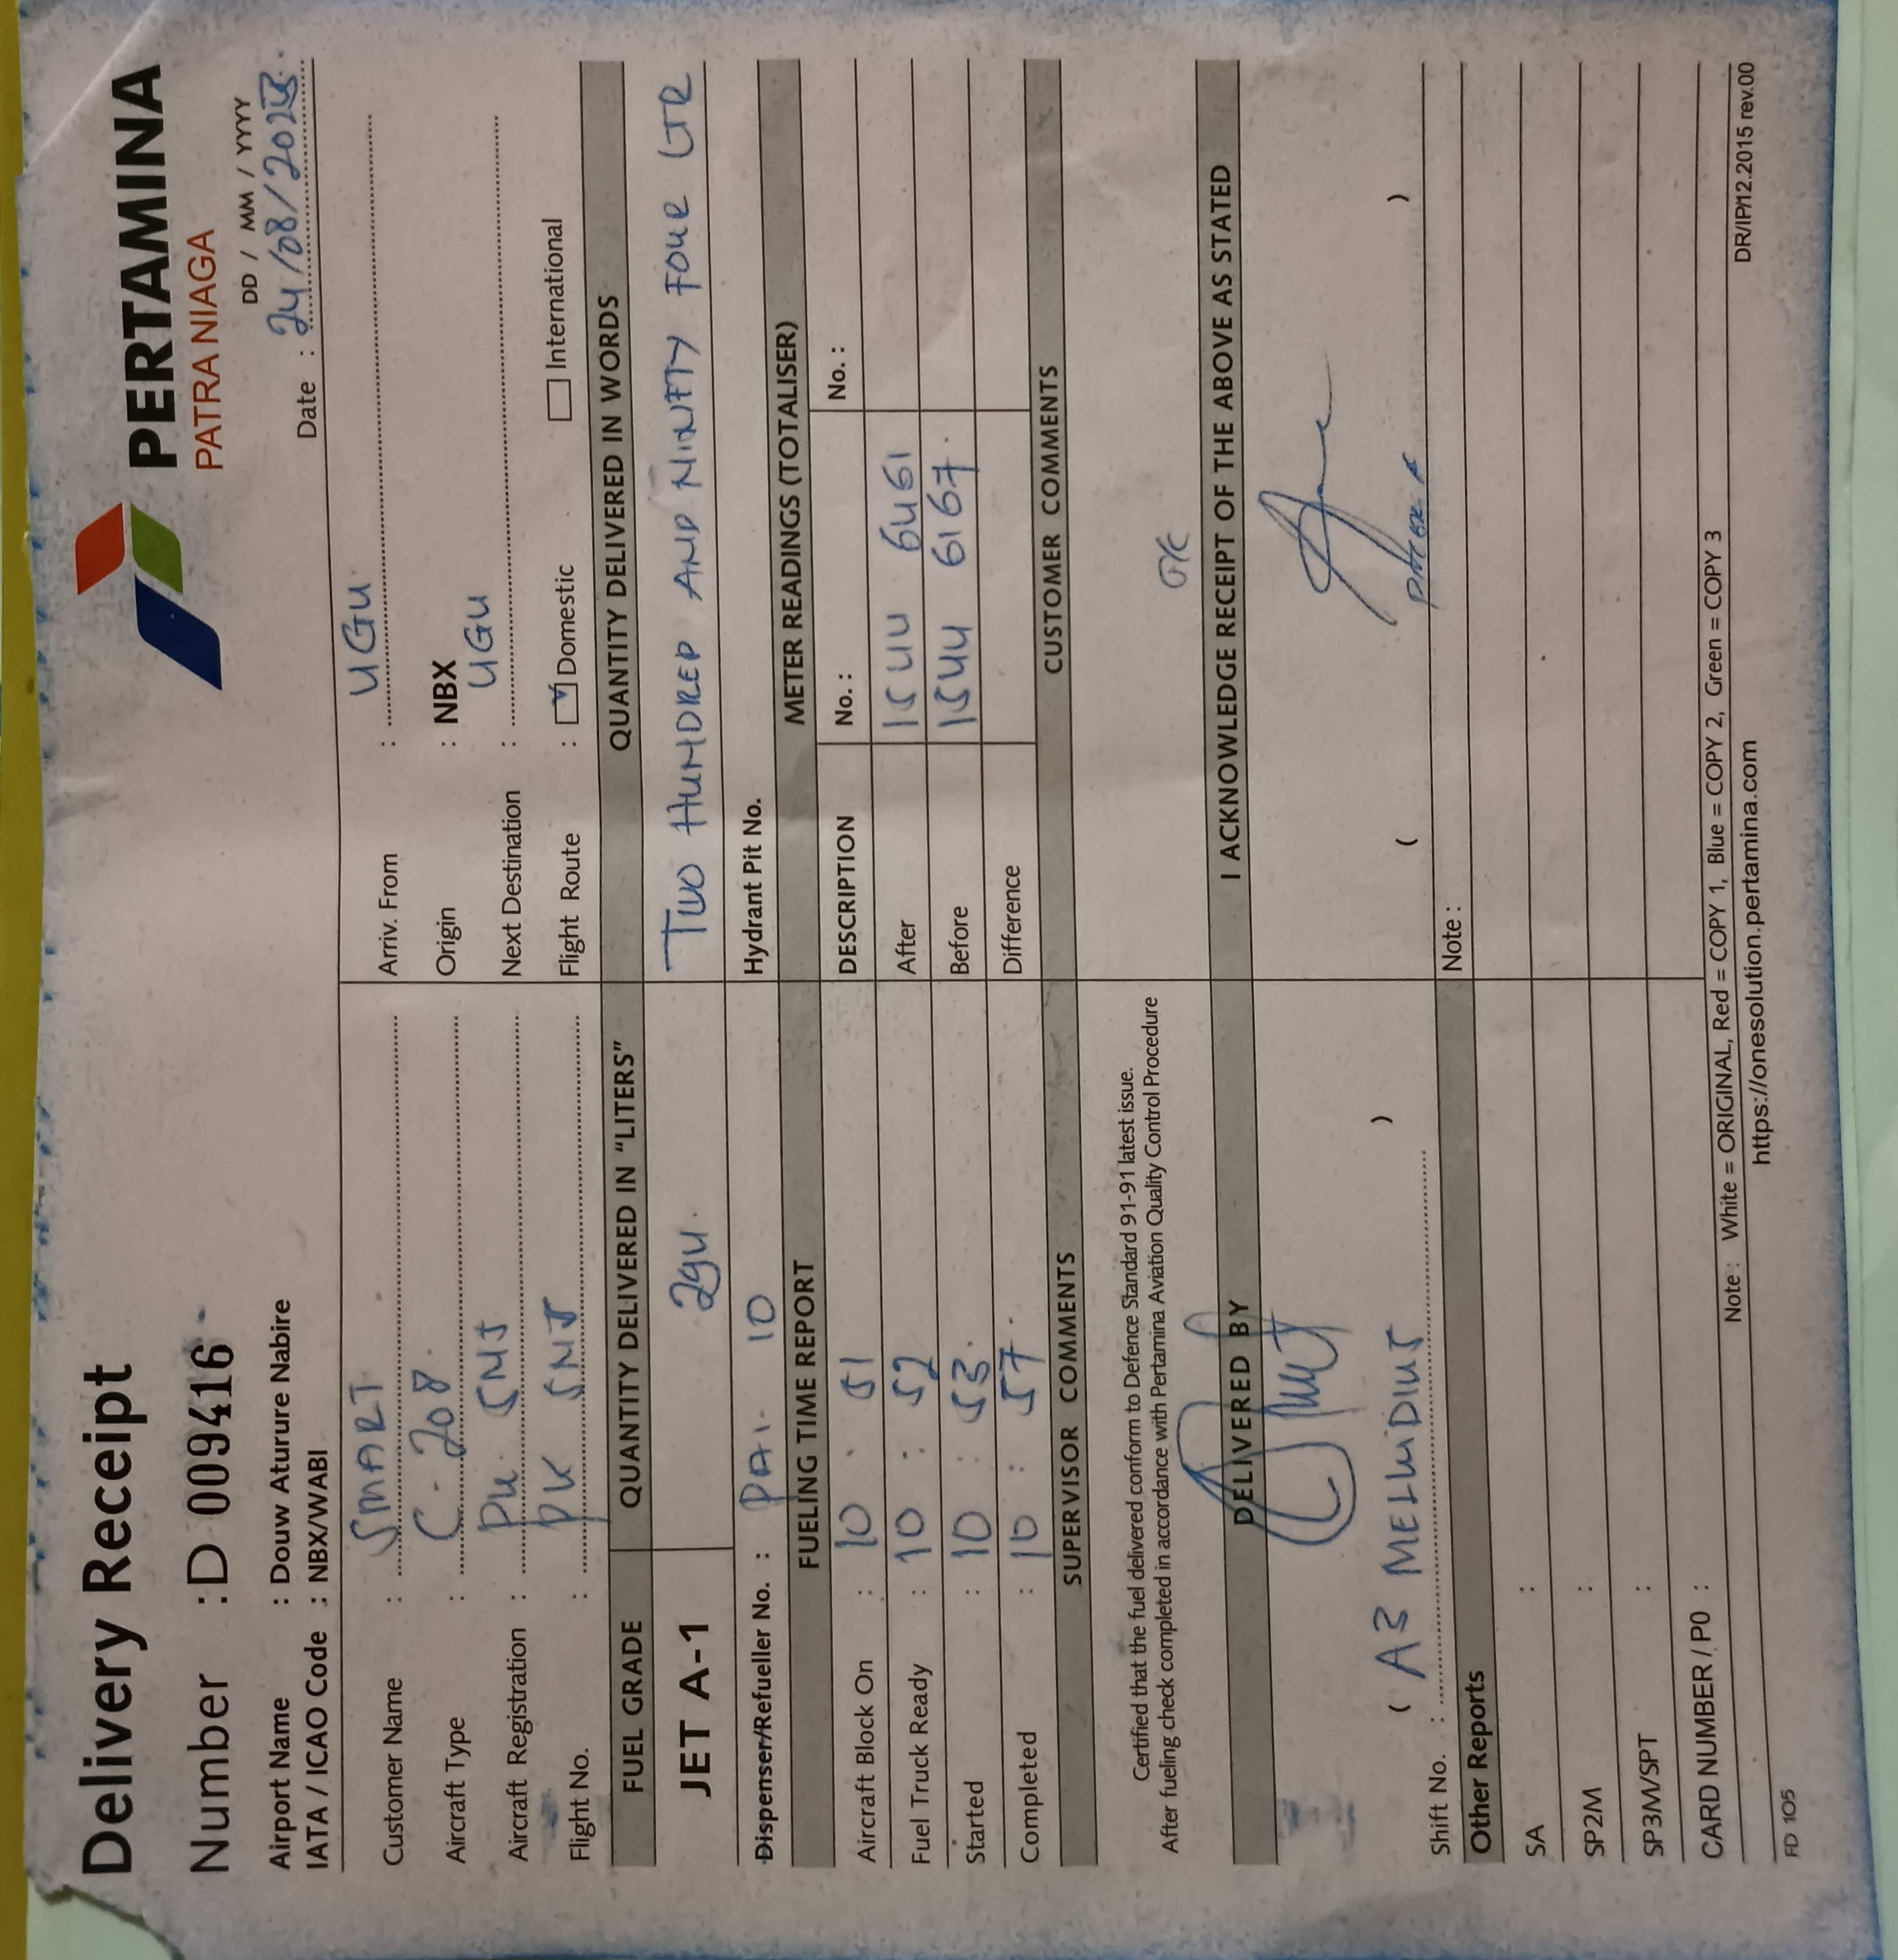 Delivery Receipt
PERTAMINA
PATRA NIAGA
Number : D 009416
DD / MM / YYYY
Airport Name : Douw Aturure Nabire
Date : 24/08/
IATA / ICAO Code : NBX/WABI
Customer Name : SMART
Arriv. From : UGU
Aircraft Type : C-208
Origin : NBX
Aircraft Registration : PK SNJ
Next Destination : UGU
Flight No. : PK SNJ
Flight Route : Domestic International
FUEL GRADE QUANTITY DELIVERED IN "LITERS" QUANTITY DELIVERED IN WORDS
JET A-1 294. TWO HUNDRED AND NINETY FOUR LTR
Dispenser/Refueller No. : PAI. 10 Hydrant Pit No.
FUELING TIME REPORT METER READINGS (TOTALISER)
Aircraft Block On : 10 . 51
DESCRIPTION No. : No. :
Fuel Truck Ready : 10 : 52
After 1544 6461
Started : 10 : 53.
Before 1544 6167.
Completed : 10 : 57.
Difference
SUPERVISOR COMMENTS CUSTOMER COMMENTS
Certified that the fuel delivered conform to Defence Standard 91-91 latest issue.
After fueling check completed in accordance with Pertamina Aviation Quality Control Procedure
DELIVERED BY I ACKNOWLEDGE RECEIPT OF THE ABOVE AS STATED
( )
( )
Shift No. :
Note :
Other Reports
SA :
SP2M :
SP3M/SPT :
CARD NUMBER / PO :
Note : White = ORIGINAL, Red = COPY 1, Blue = COPY 2, Green = COPY 3
FD 105
https://onesolution.pertamina.com
DR/IP/12.2015 rev.00